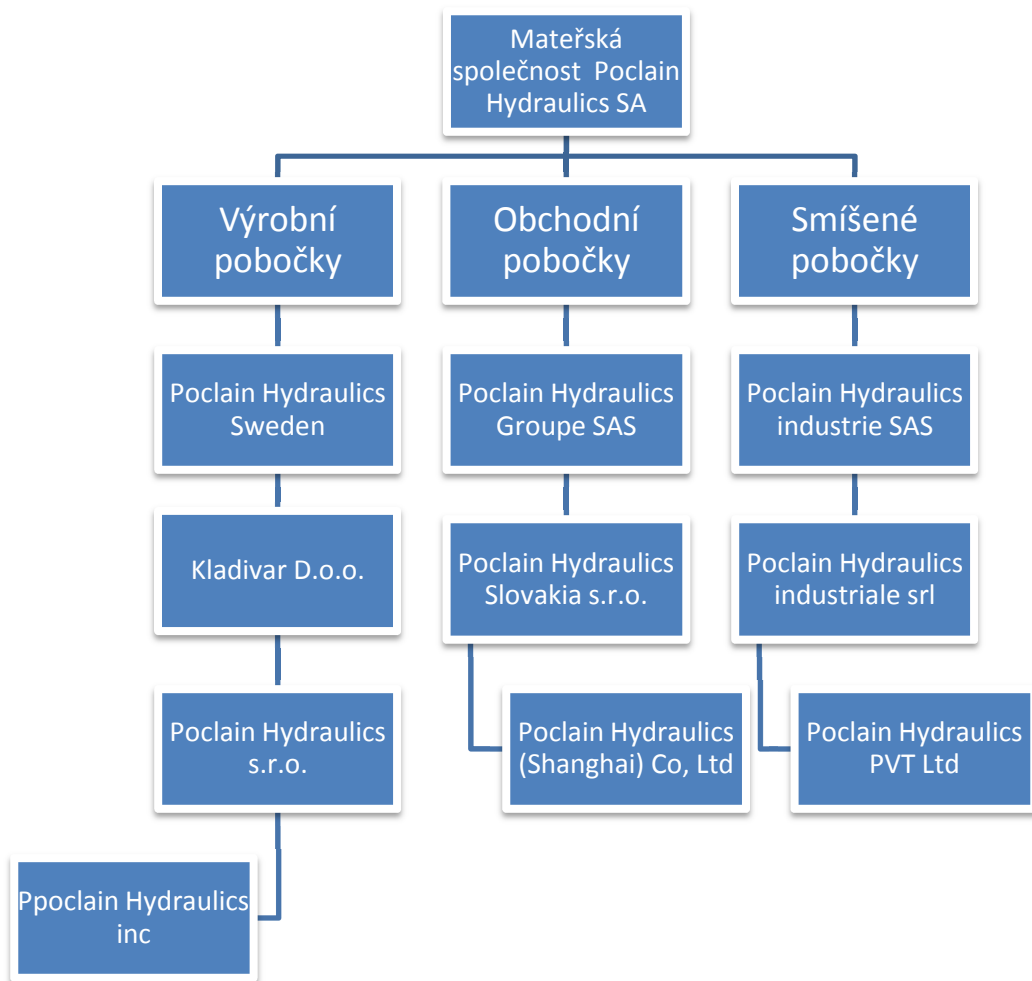 Mateřská
společnost Poclain
Hydraulics SA
Výrobní
pobočky
Obchodní
pobočky
Smíšené
pobočky
Poclain Hydraulics
Sweden
Poclain Hydraulics
Groupe SAS
Poclain Hydraulics
industrie SAS
Kladivar D.o.o.
Poclain Hydraulics
Slovakia s.r.o.
Poclain Hydraulics
industriale srl
Poclain Hydraulics
s.r.o.
Poclain Hydraulics
(Shanghai) Co, Ltd
Poclain Hydraulics
PVT Ltd
Ppoclain Hydraulics
inc